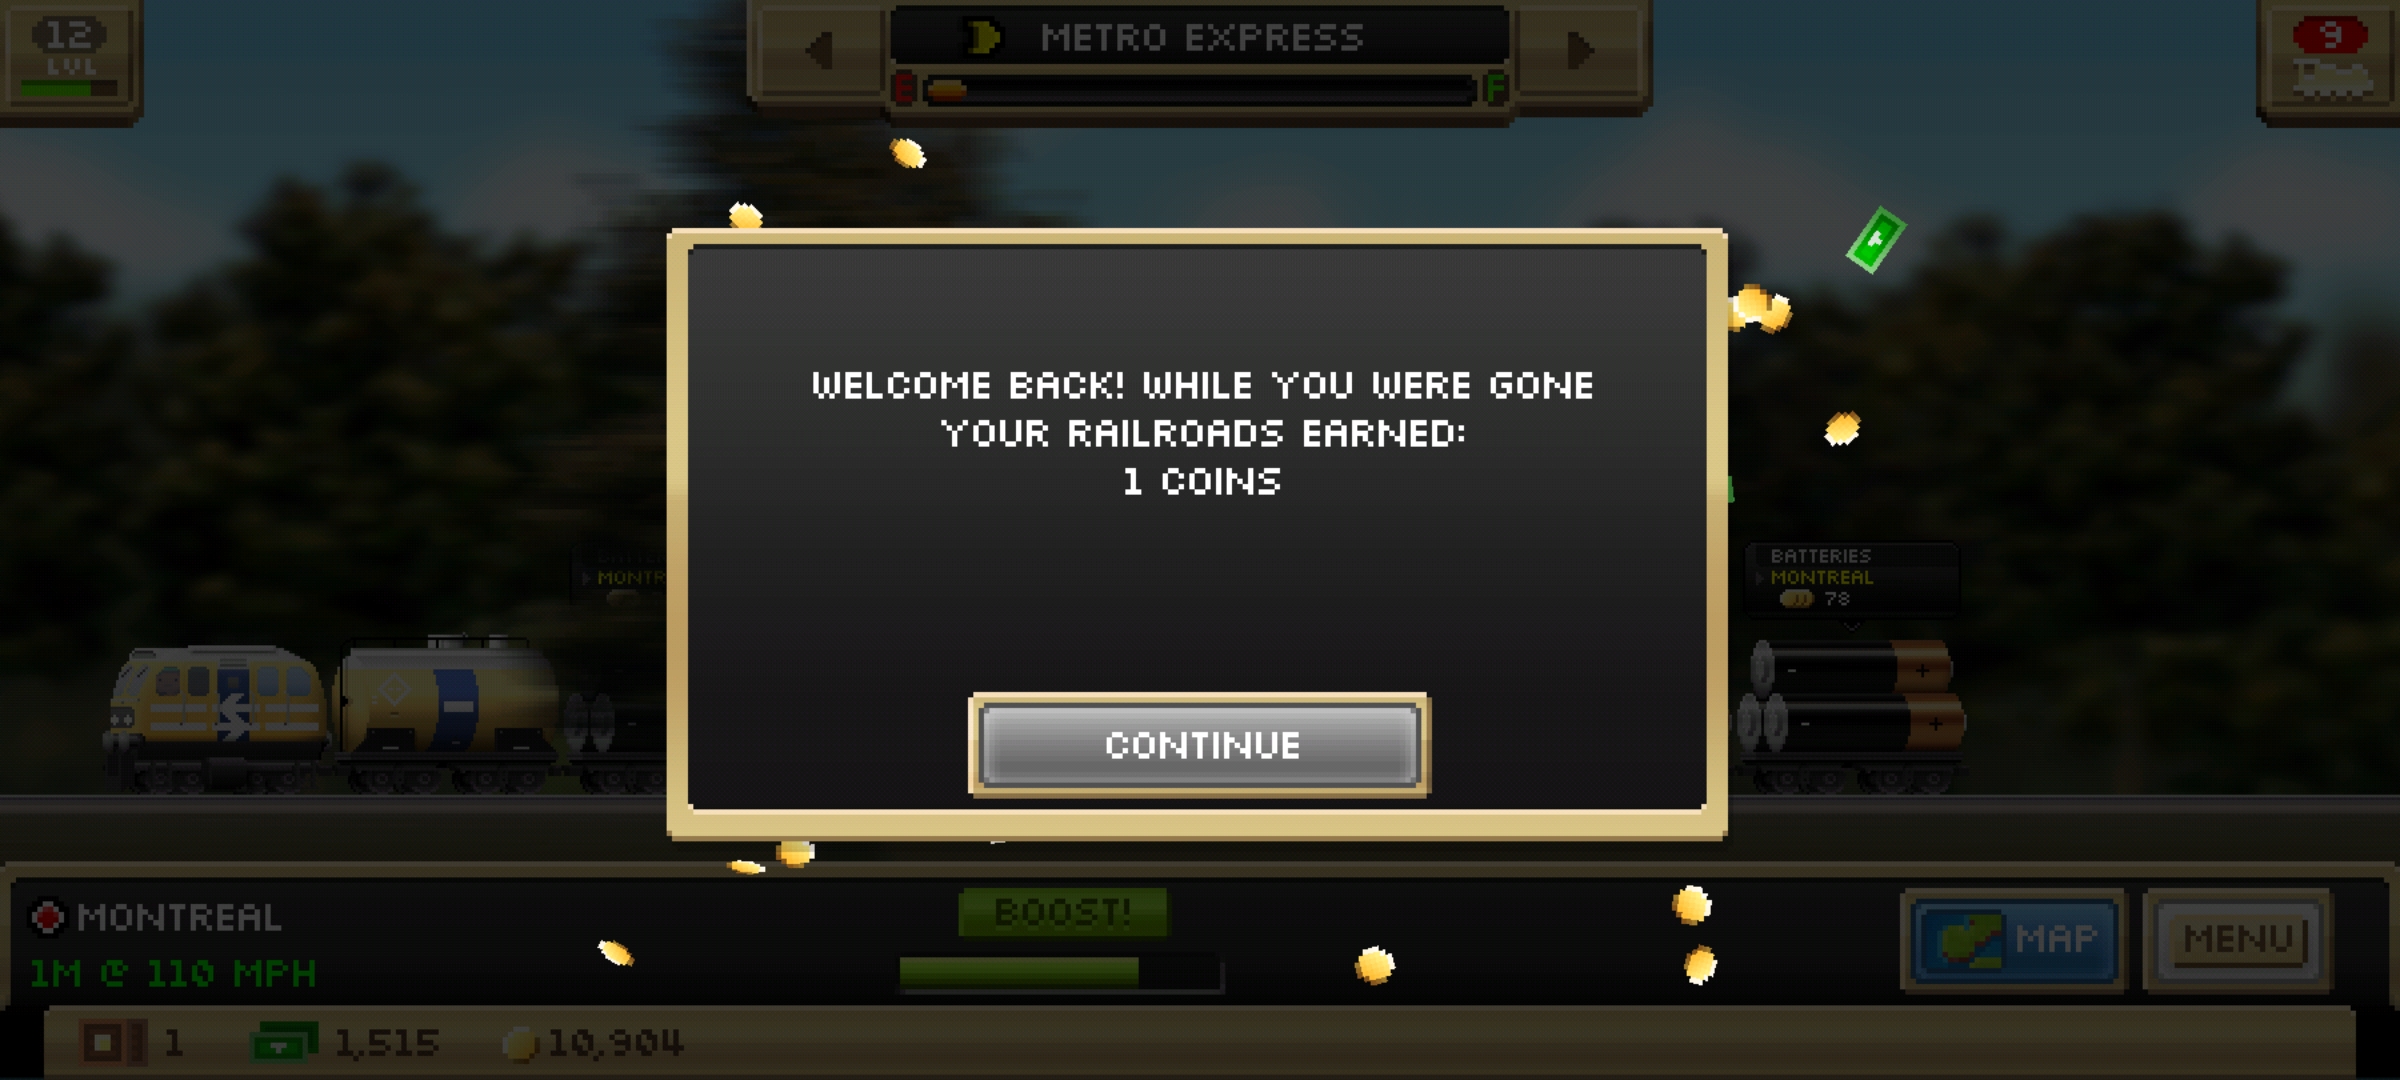 12
LVL
METRO EXPRESS
E
F
9
WELCOME BACK! WHILE YOU WERE GONE
YOUR RAILROADS EARNED:
1 COINS
BATTERIES
MONTREAL
78
CONTINUE
MONTREAL
1M @ 110 MPH
BOOST!
MAP
MENU
1
1,515
10,904